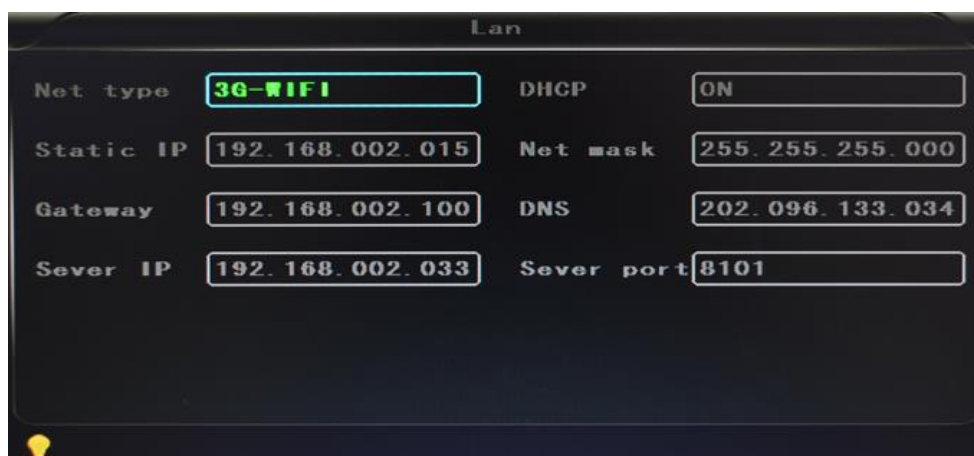 Lan
Net type 3G-WIFI DHCP ON
Static IP 192.168.002.015 Net mask 255.255.255.000
Gateway 192.168.002.100 DNS 202.096.133.034
Sever IP 192.168.002.033 Sever port 8101